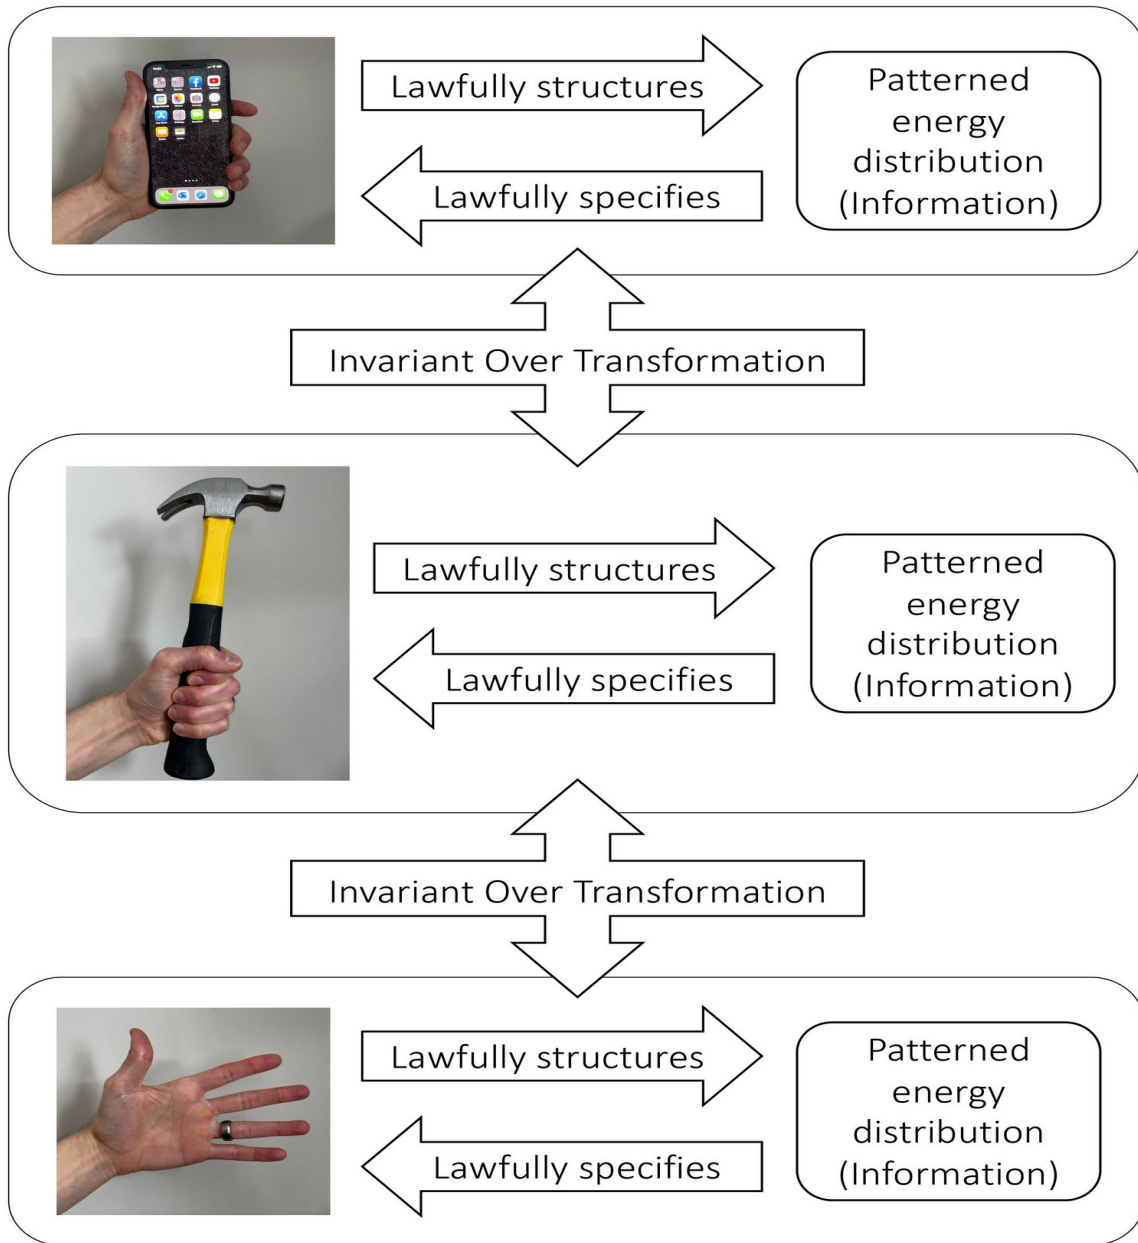 Lawfully structures
Lawfully specifies
Patterned
energy
distribution
(Information)
Invariant Over Transformation
Lawfully structures
Lawfully specifies
Patterned
energy
distribution
(Information)
Invariant Over Transformation
Lawfully structures
Lawfully specifies
Patterned
energy
distribution
(Information)